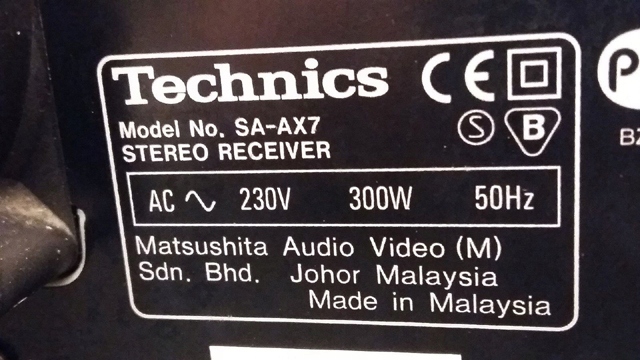 Technics CE
Model No. SA-AX7 S B
STEREO RECEIVER
AC 230V 300W 50Hz
Matsushita Audio Video (M)
Sdn. Bhd. Johor Malaysia
Made in Malaysia